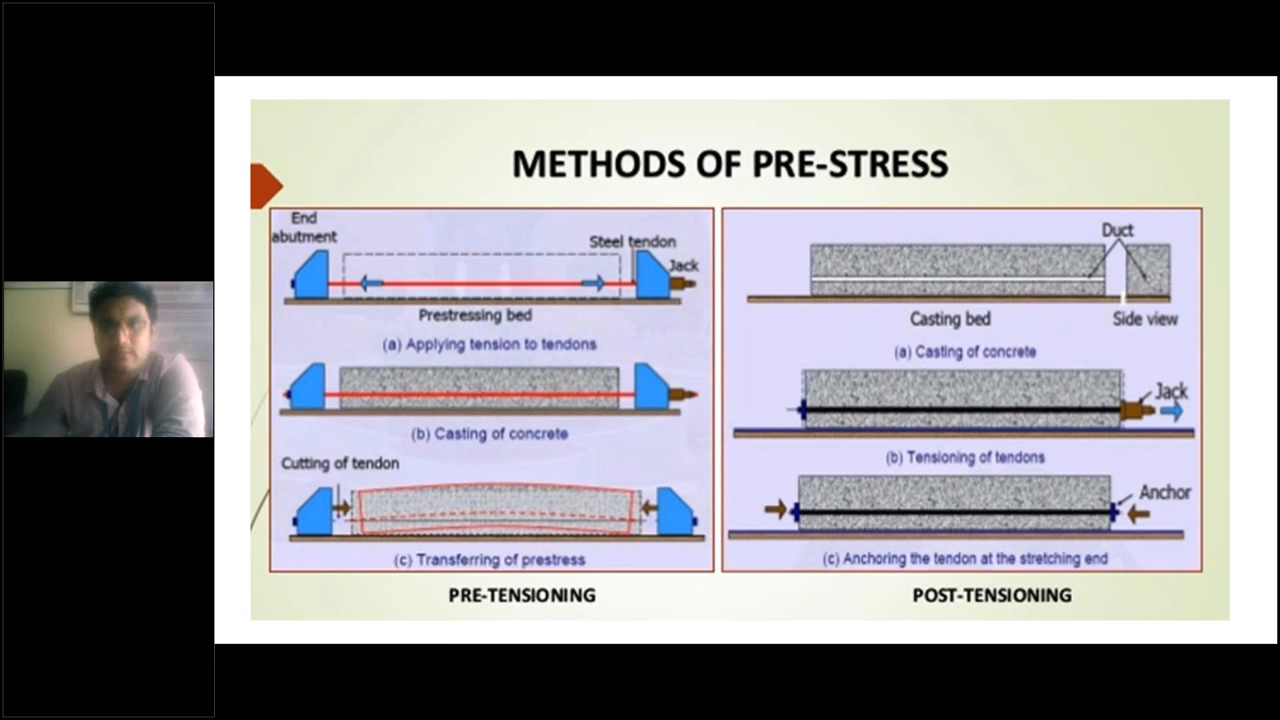 METHODS OF PRE-STRESS
End
abutment
Steel tendon
Jack
Prestressing bed
(a) Applying tension to tendons
(b) Casting of concrete
Cutting of tendon
(c) Transferring of prestress
PRE-TENSIONING
Duct
Casting bed
Side view
(a) Casting of concrete
Jack
(b) Tensioning of tendons
Anchor
(c) Anchoring the tendon at the stretching end
POST-TENSIONING